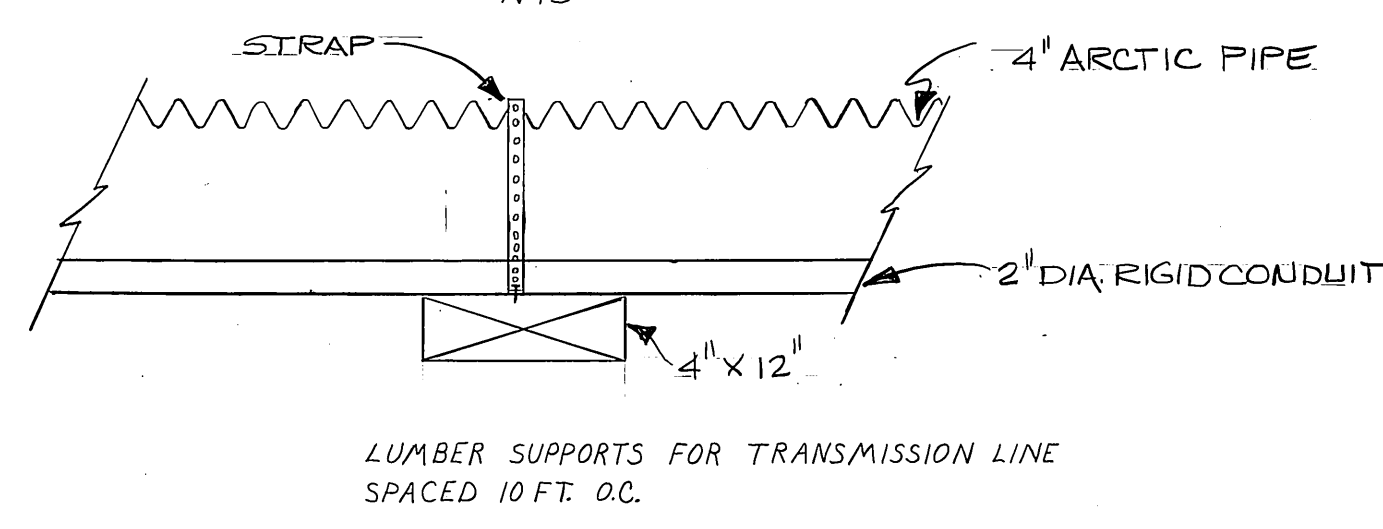 STRAP
4" ARCTIC PIPE
2" DIA. RIGID CONDUIT
4" X 12"
LUMBER SUPPORTS FOR TRANSMISSION LINE
SPACED 10 FT. O.C.